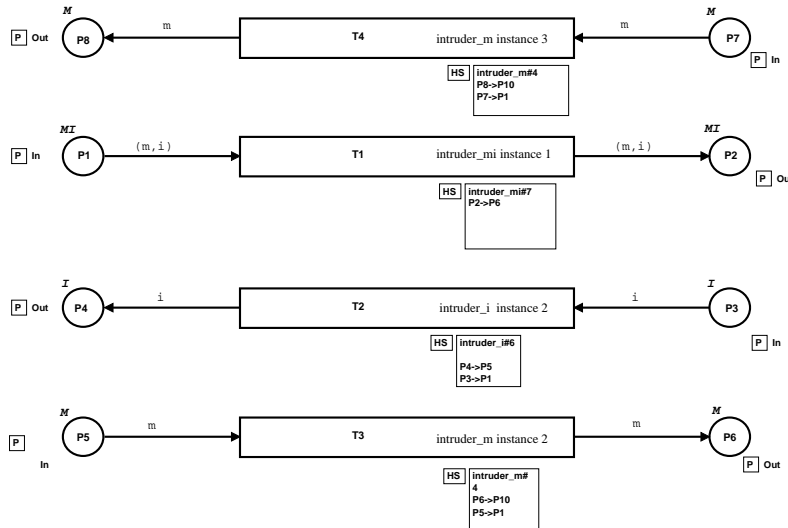 M
M
P Out
P8
m
T4
intruder_m instance 3
m
P7
P In
HS
intruder_m#4
P8->P10
P7->P1
MI
MI
P In
P1
(m,i)
T1
intruder_mi instance 1
(m,i)
P2
P Ou
HS
intruder_mi#7
P2->P6
I
I
P Out
P4
i
T2
intruder_i instance 2
i
P3
P In
HS
intruder_i#6
P4->P5
P3->P1
M
M
P
In
P5
m
T3
intruder_m instance 2
m
P6
P Out
HS
intruder_m#
4
P6->P10
P5->P1